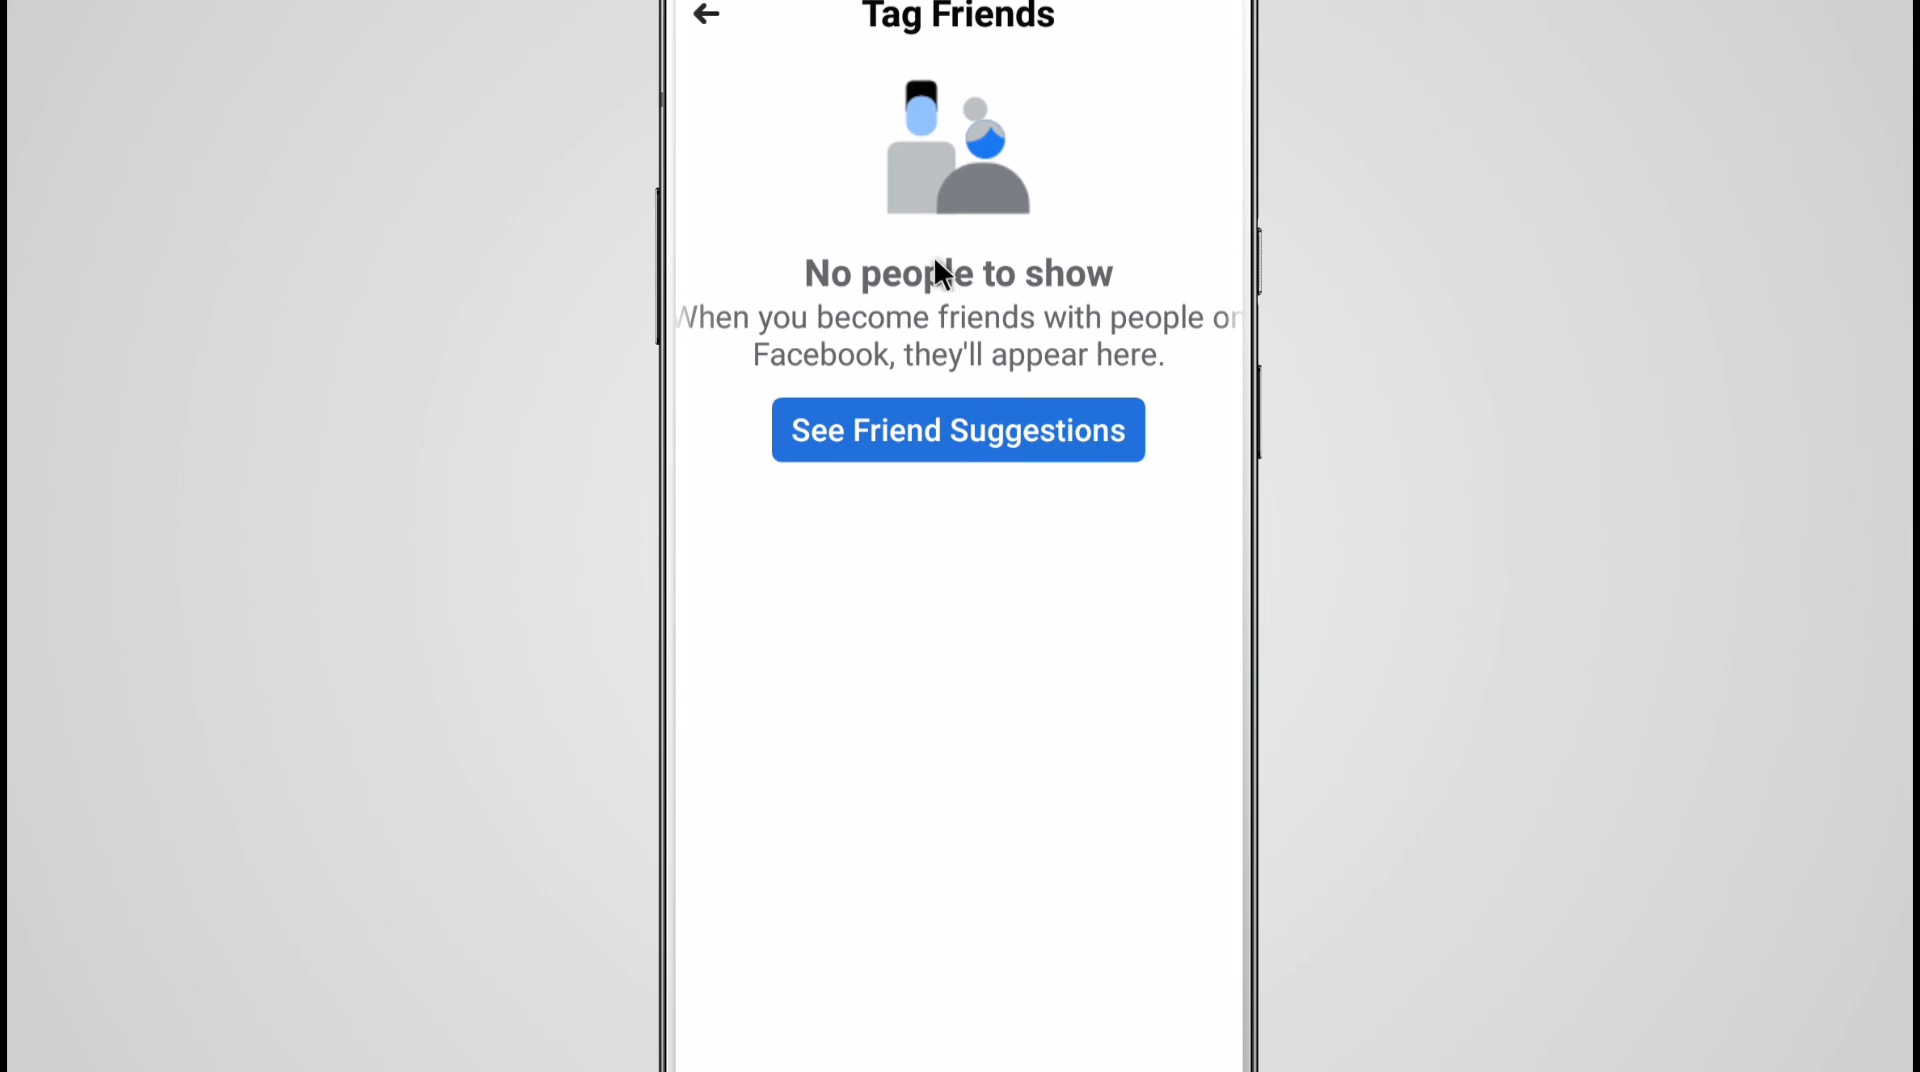 Tag Friends
No people to show
When you become friends with people on
Facebook, they'll appear here.
See Friend Suggestions